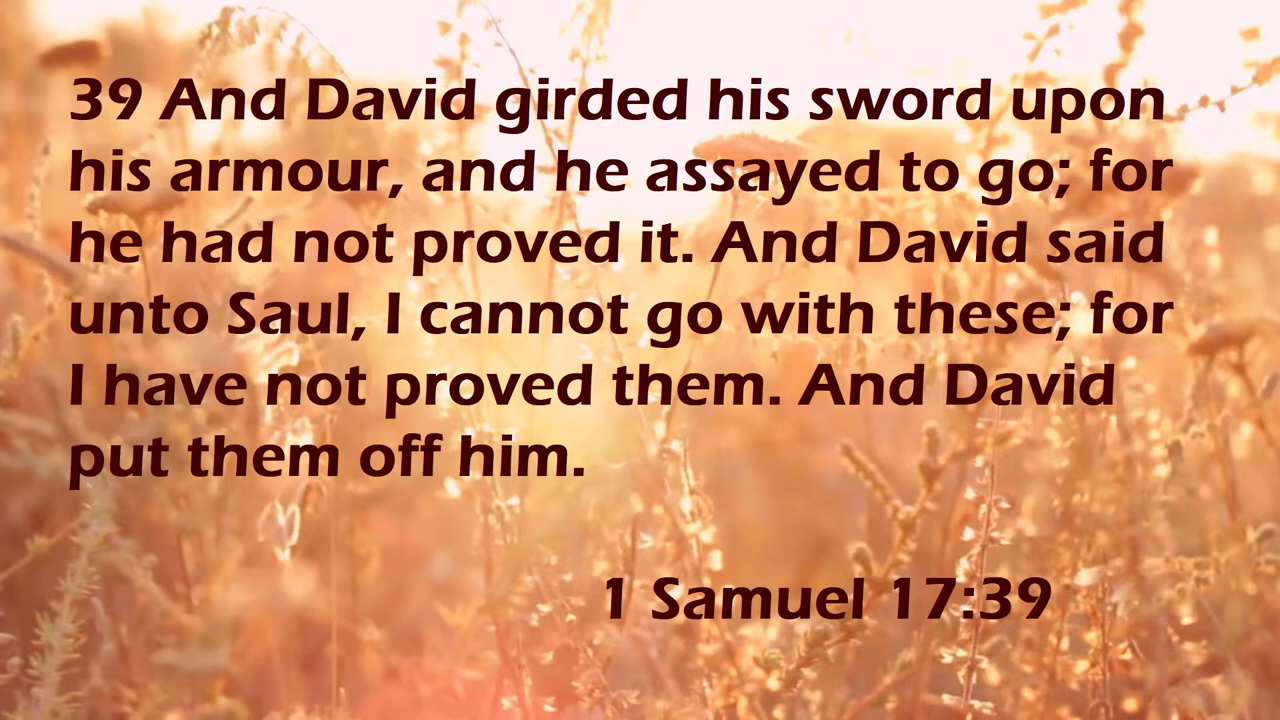 39 And David girded his sword upon
his armour, and he assayed to go; for
he had not proved it. And David said
unto Saul, I cannot go with these; for
I have not proved them. And David
put them off him.
1 Samuel 17:39